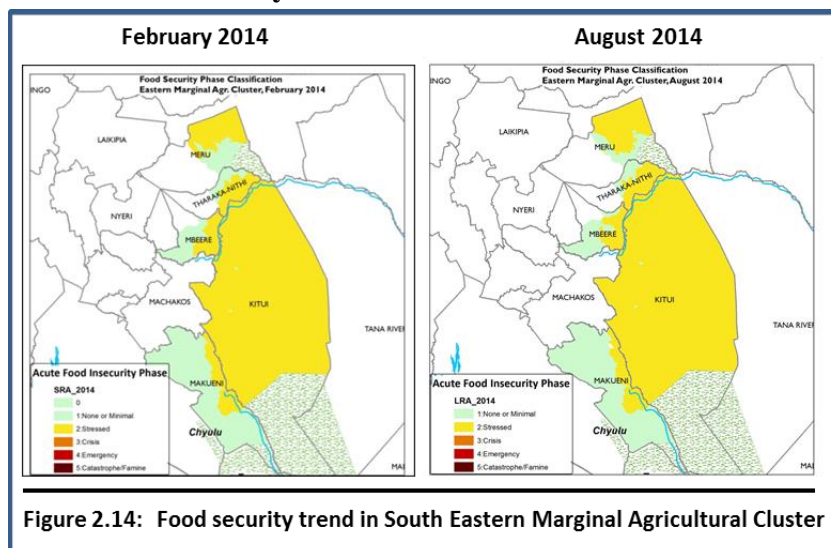 February 2014
August 2014
Food Security Phase Classification
Eastern Marginal Agr. Cluster, February 2014
INGO
LAIKIPIA
MERU
THARAKA-NITHI
NYERI
MBEERE
MACHAKOS
KITUI
TANA RIVER
MAKUENI
Chyulu
Acute Food Insecurity Phase
SRA_2014
0
1:None or Minimal
2:Stressed
3:Crisis
4:Emergency
5:Catastrophe/Famine
Food Security Phase Classification
Eastern Marginal Agr. Cluster, August 2014
INGO
LAIKIPIA
MERU
THARAKA-NITHI
NYERI
MBEERE
MACHAKOS
KITUI
TANA RIVE
MAKUENI
Chyulu
MAL
Acute Food Insecurity Phase
LRA_2014
1:None or Minimal
2:Stressed
3:Crisis
4:Emergency
5:Catastrophe/Famine
Figure 2.14: Food security trend in South Eastern Marginal Agricultural Cluster